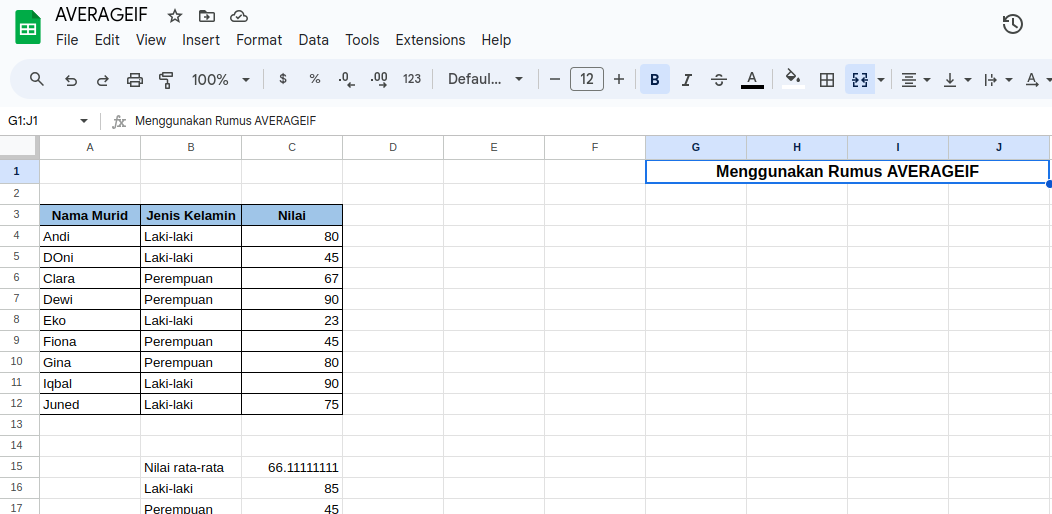 AVERAGEIF
File Edit View Insert Format Data Tools Extensions Help
100% $ % .0 .00 123 Defaul... 12 B I S A A
G1:J1 fx Menggunakan Rumus AVERAGEIF
A B C D E F G H I J
1 Menggunakan Rumus AVERAGEIF
2
3 Nama Murid Jenis Kelamin Nilai
4 Andi Laki-laki 80
5 DOni Laki-laki 45
6 Clara Perempuan 67
7 Dewi Perempuan 90
8 Eko Laki-laki 23
9 Fiona Perempuan 45
10 Gina Perempuan 80
11 Iqbal Laki-laki 90
12 Juned Laki-laki 75
13
14
15 Nilai rata-rata 66.11111111
16 Laki-laki 85
17 Perempuan 45